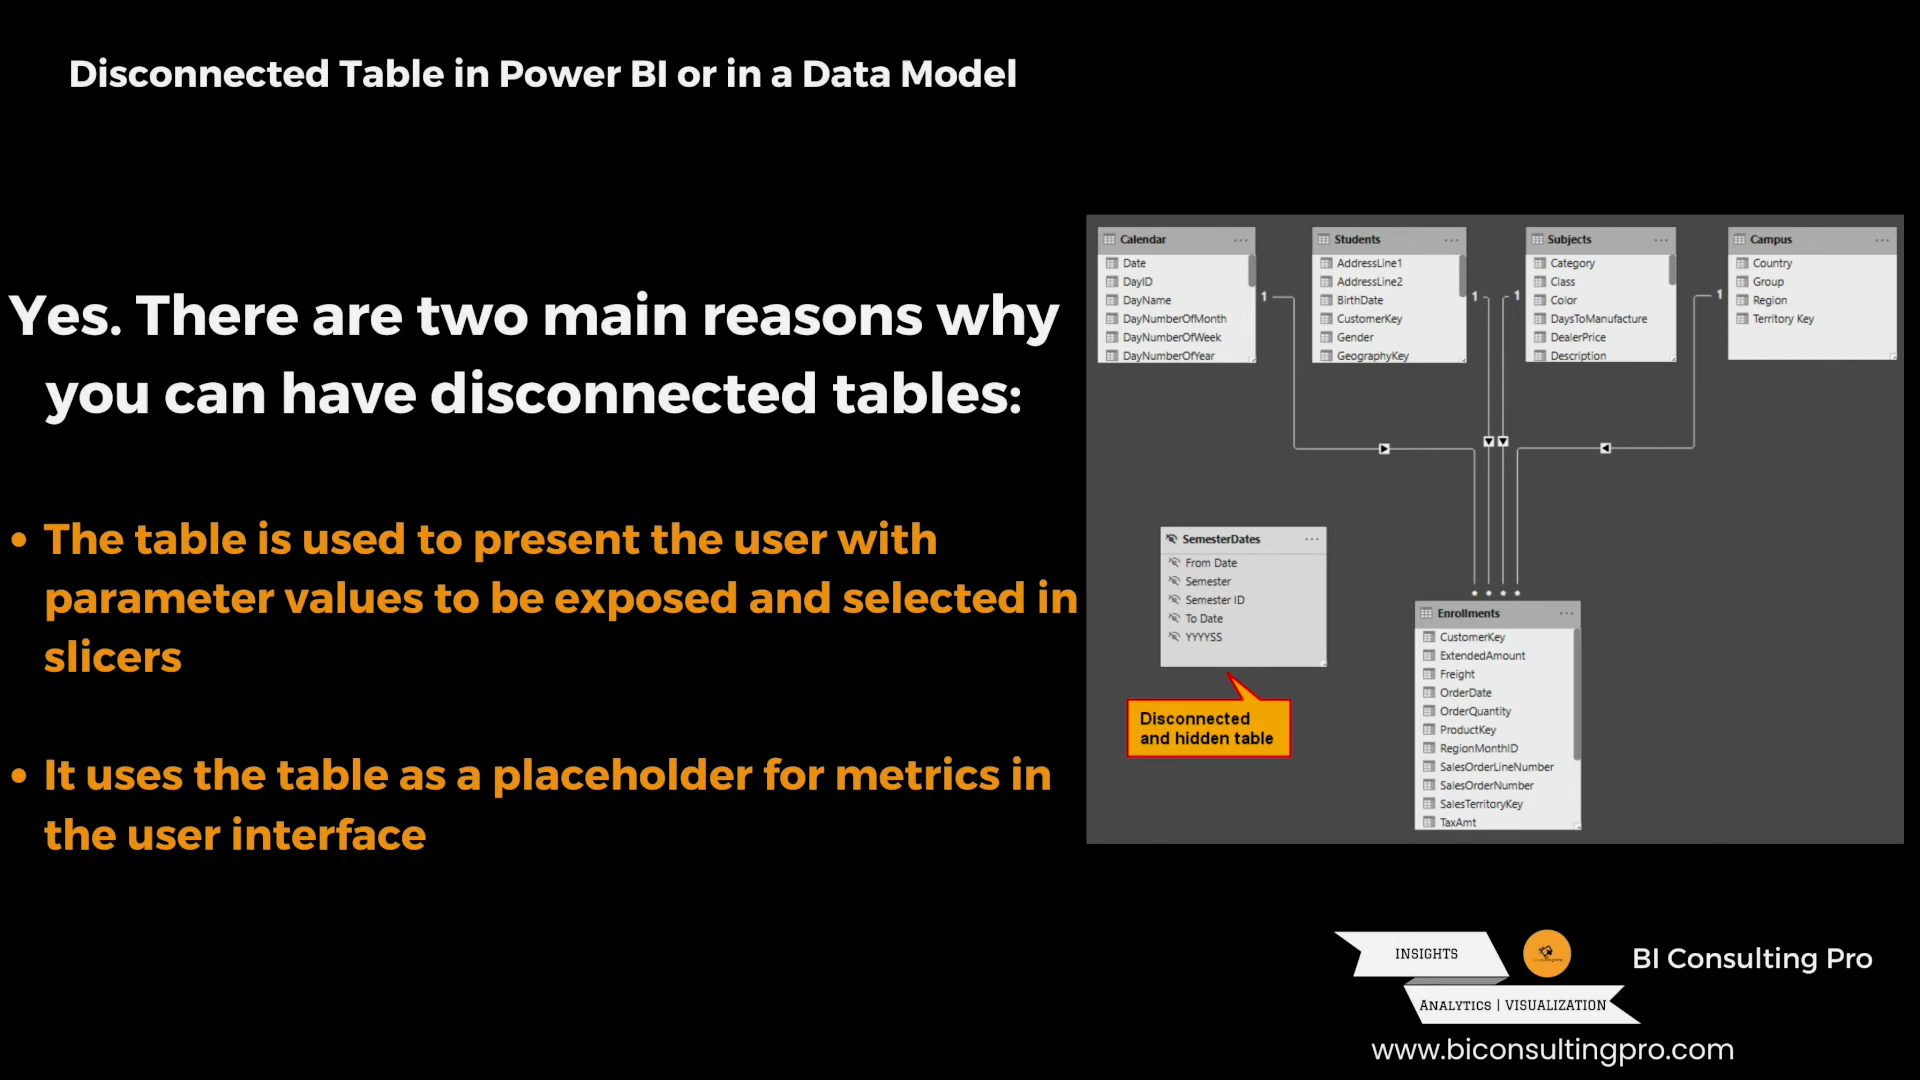 Disconnected Table in Power BI or in a Data Model
Yes. There are two main reasons why
you can have disconnected tables:
• The table is used to present the user with
parameter values to be exposed and selected in
slicers
• It uses the table as a placeholder for metrics in
the user interface
Calendar
Date
DayID
DayName
DayNumberOfMonth
DayNumberOfWeek
DayNumberOfYear
1
Students
AddressLine1
AddressLine2
BirthDate
CustomerKey
Gender
GeographyKey
1
Subjects
Category
Class
Color
DaysToManufacture
DealerPrice
Description
1
Campus
Country
Group
Region
Territory Key
1
SemesterDates
From Date
Semester
Semester ID
To Date
YYYYSS
Disconnected
and hidden table
* * * *
Enrollments
CustomerKey
ExtendedAmount
Freight
OrderDate
OrderQuantity
ProductKey
RegionMonthID
SalesOrderLineNumber
SalesOrderNumber
SalesTerritoryKey
TaxAmt
INSIGHTS
ANALYTICS | VISUALIZATION
BI Consulting Pro
www.biconsultingpro.com